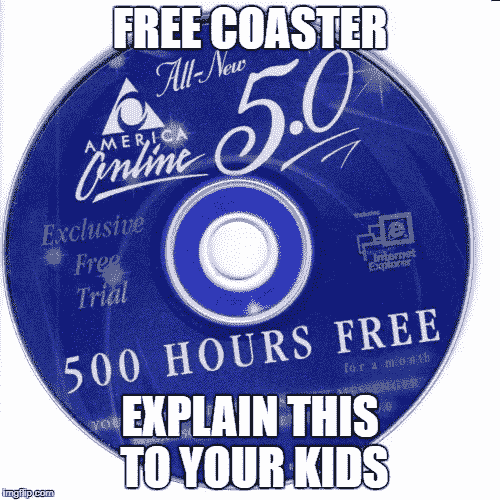 FREE COASTER
All-New
5.0
AMERICA
Online
Exclusive
Free
Trial
Internet
Explorer
500 HOURS FREE
for a month
EXPLAIN THIS
TO YOUR KIDS
imgflip.com